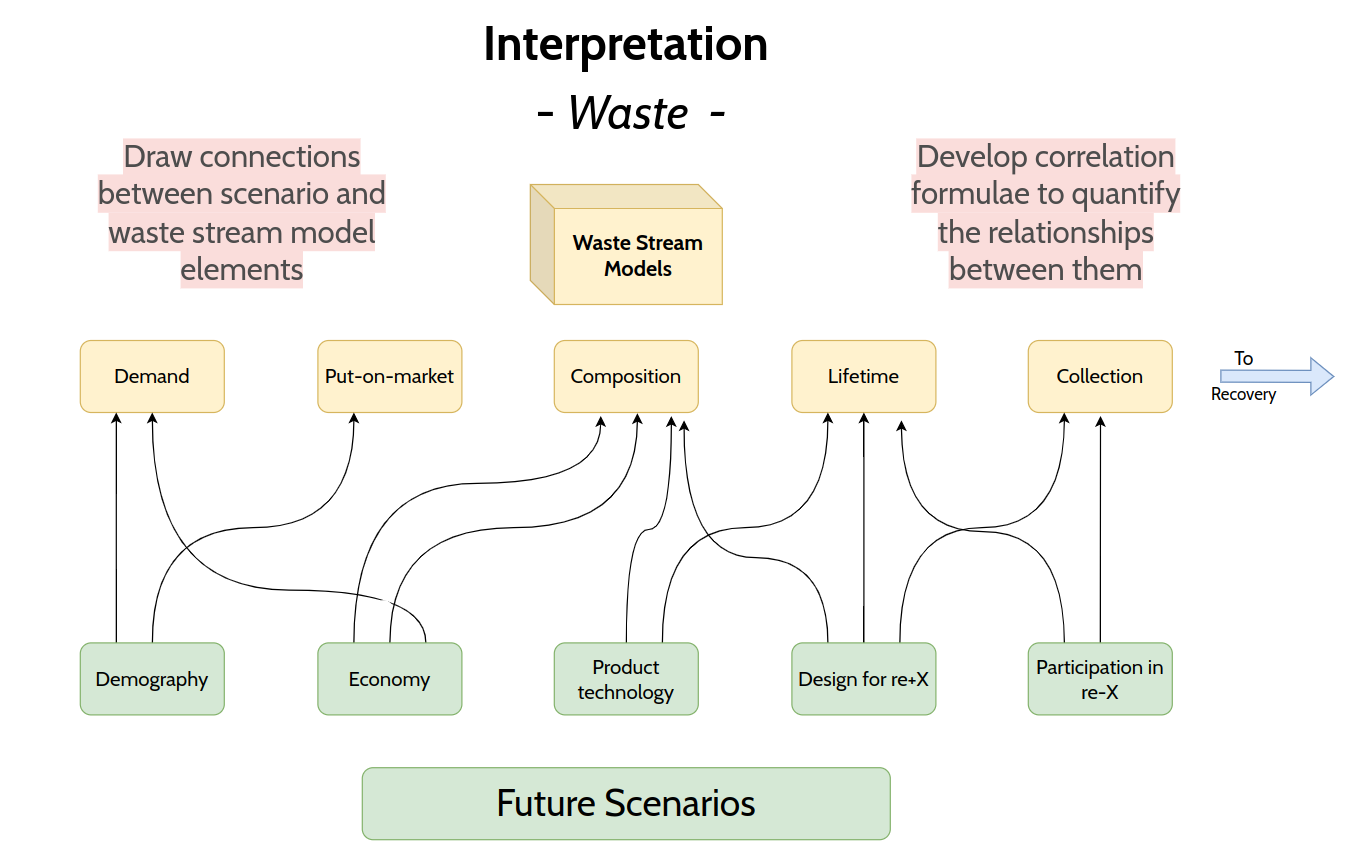 Interpretation
- Waste -
Draw connections
between scenario and
waste stream model
elements
Develop correlation
formulae to quantify
the relationships
between them
Waste Stream
Models
Demand
Put-on-market
Composition
Lifetime
Collection
To
Recovery
Demography
Economy
Product
technology
Design for re+X
Participation in
re-X
Future Scenarios